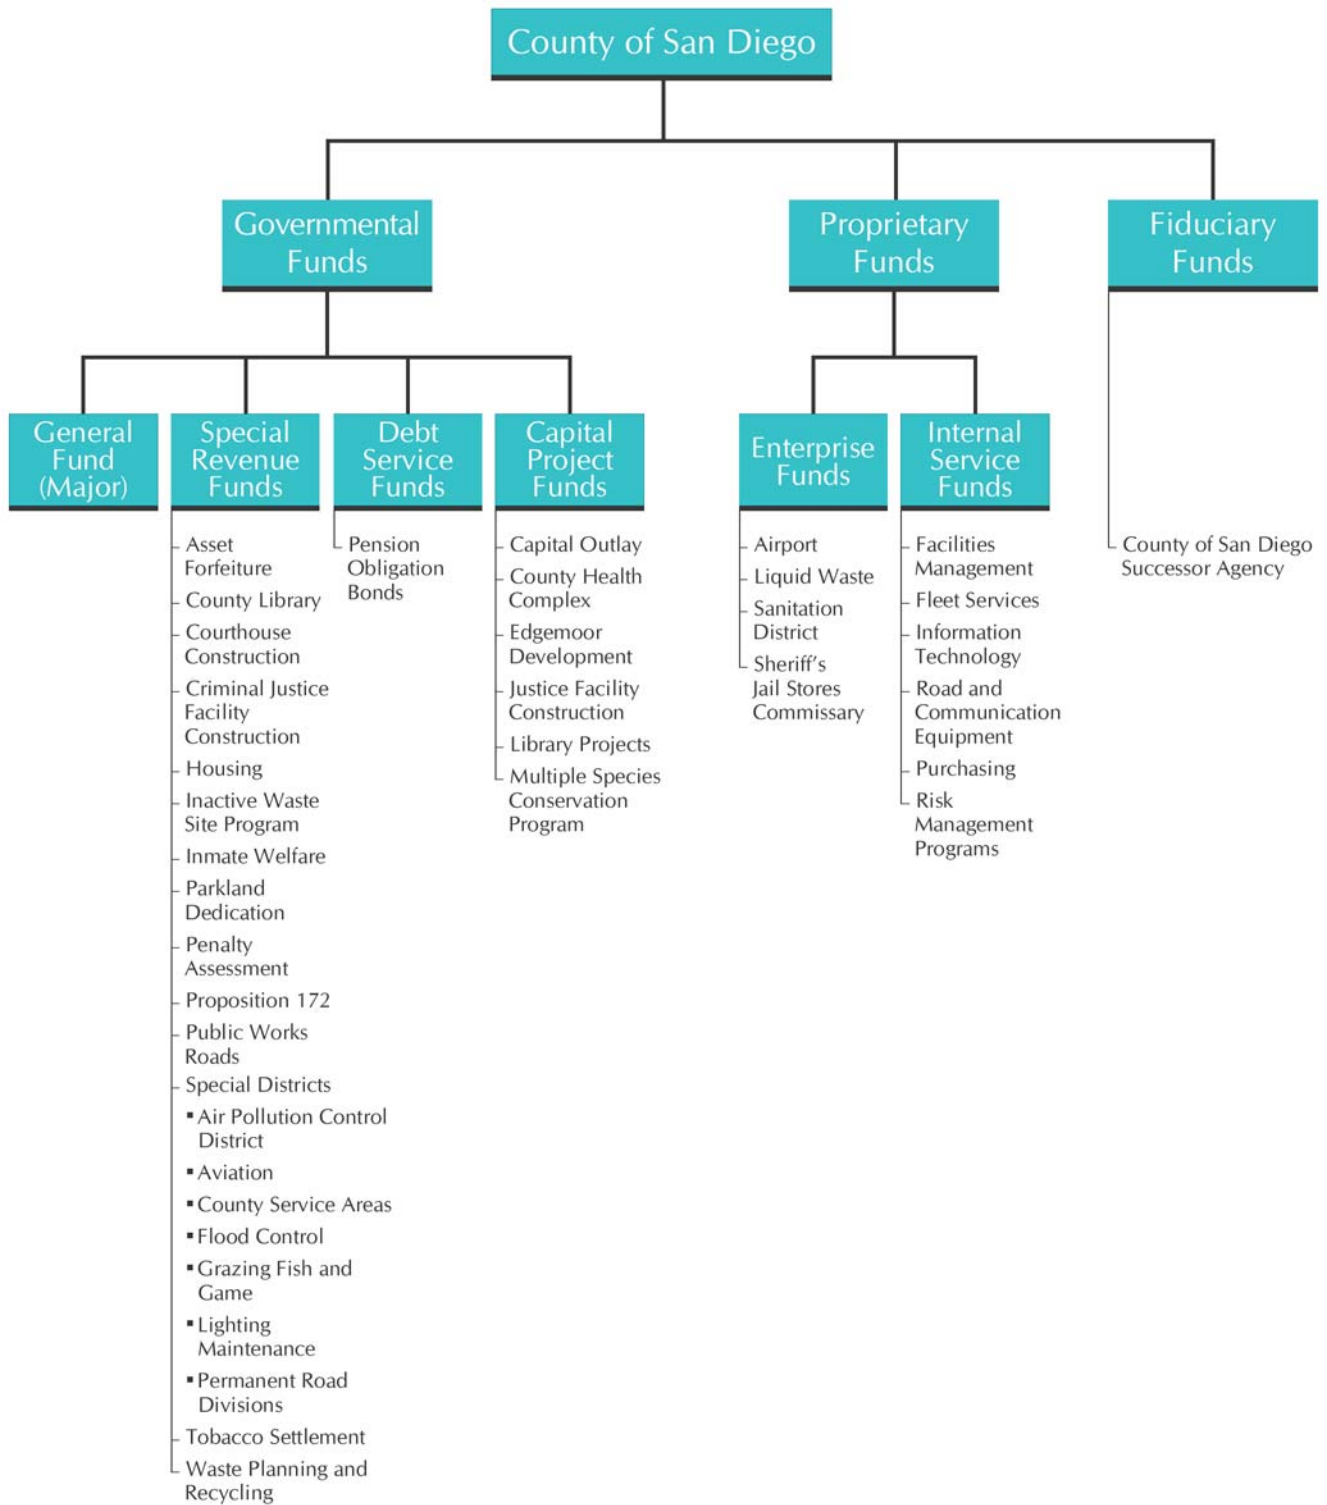 County of San Diego
Governmental
Funds
Proprietary
Funds
Fiduciary
Funds
General
Fund
(Major)
Special
Revenue
Funds
Debt
Service
Funds
Capital
Project
Funds
Enterprise
Funds
Internal
Service
Funds
Asset
Forfeiture
County Library
Courthouse
Construction
Criminal Justice
Facility
Construction
Housing
Inactive Waste
Site Program
Inmate Welfare
Parkland
Dedication
Penalty
Assessment
Proposition 172
Public Works
Roads
Special Districts
▪ Air Pollution Control
District
▪ Aviation
▪ County Service Areas
▪ Flood Control
▪ Grazing Fish and
Game
▪ Lighting
Maintenance
▪ Permanent Road
Divisions
Tobacco Settlement
Waste Planning and
Recycling
Pension
Obligation
Bonds
Capital Outlay
County Health
Complex
Edgemoor
Development
Justice Facility
Construction
Library Projects
Multiple Species
Conservation
Program
Airport
Liquid Waste
Sanitation
District
Sheriff’s
Jail Stores
Commissary
Facilities
Management
Fleet Services
Information
Technology
Road and
Communication
Equipment
Purchasing
Risk
Management
Programs
County of San Diego
Successor Agency